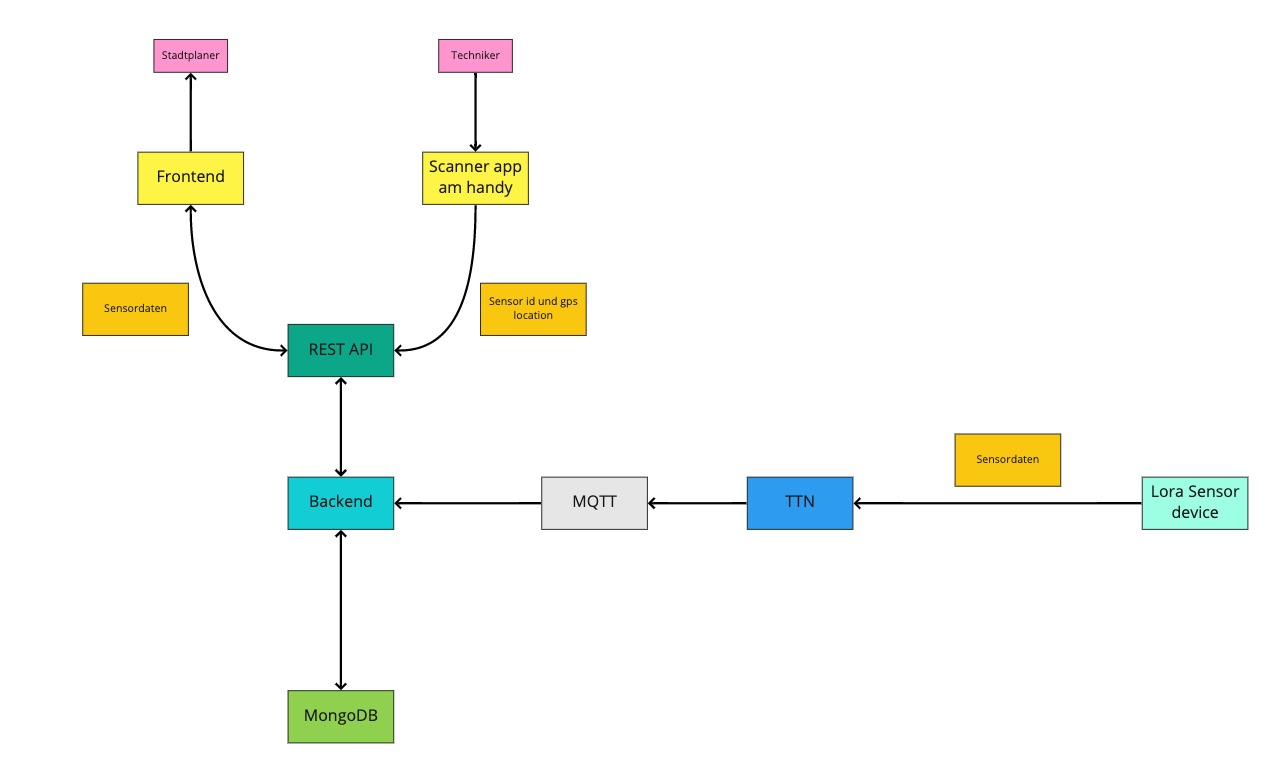 Stadtplaner
Techniker
Frontend
Scanner app
am handy
Sensordaten
Sensor id und gps
location
REST API
Sensordaten
Backend
MQTT
TTN
Lora Sensor
device
MongoDB